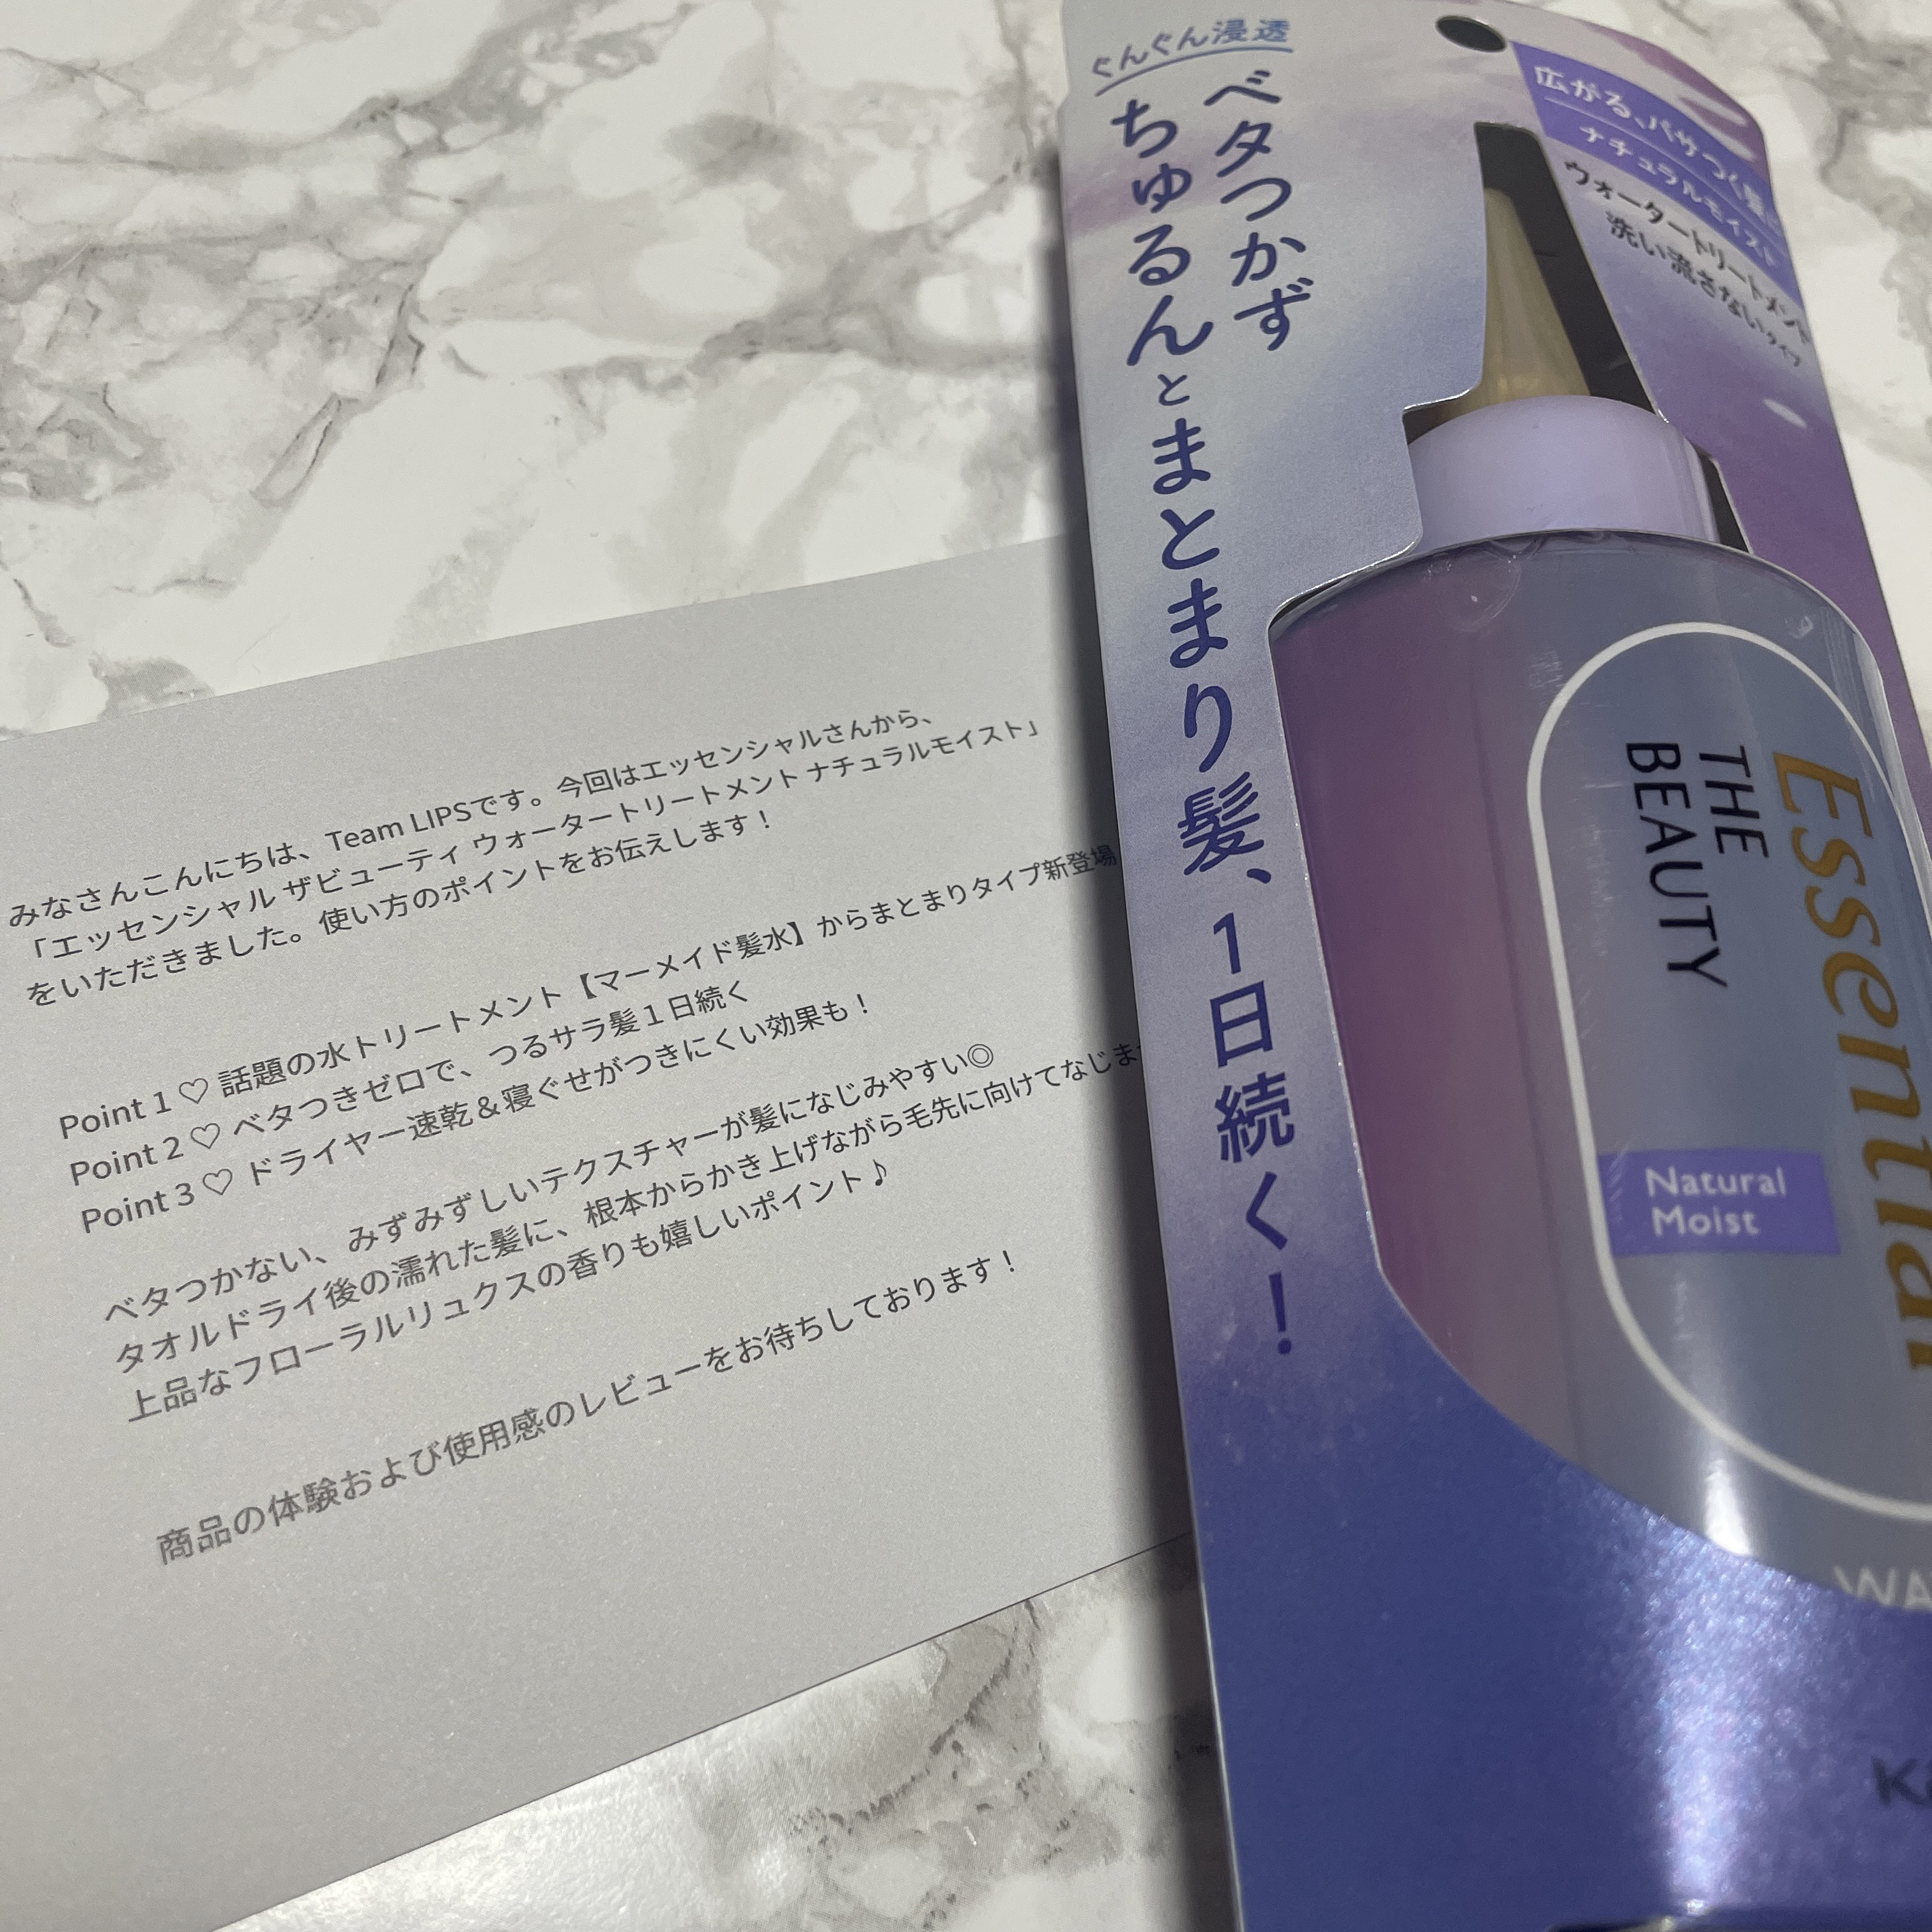 みなさんこんにちは、Team LIPSです。今回はエッセンシャルさんから、
「エッセンシャル ザビューティ ウォータートリートメント ナチュラルモイスト」
をいただきました。使い方のポイントをお伝えします！
Point 1 ♡ 話題の水トリートメント【マーメイド髪水】からまとまりタイプ新登場
Point 2 ♡ ベタつきゼロで、つるサラ髪１日続く
Point 3 ♡ ドライヤー速乾＆寝ぐせがつきにくい効果も！
ベタつかない、みずみずしいテクスチャーが髪になじみやすい◎
タオルドライ後の濡れた髪に、根本からかき上げながら毛先に向けてなじま
上品なフローラルリュクスの香りも嬉しいポイント♪
商品の体験および使用感のレビューをお待ちしております！
ぐんぐん浸透
ベタつかず
ちゅるんとまとまり髪、1日続く！
広がる、パサつく髪に
ナチュラルモイスト
ウォータートリートメント
洗い流さないタイプ
Essential
THE
BEAUTY
Natural
Moist
WA
K